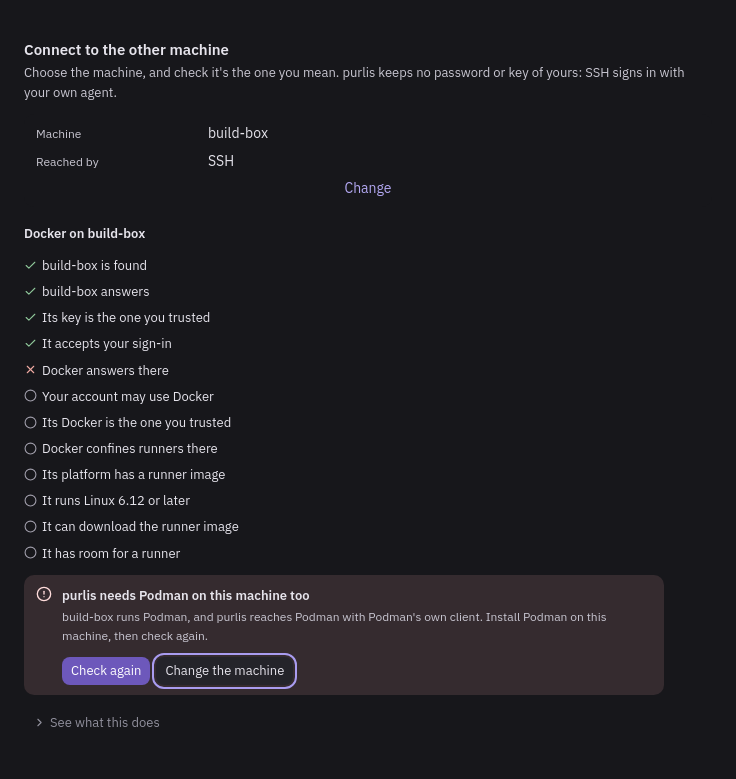 Connect to the other machine
Choose the machine, and check it's the one you mean. purlis keeps no password or key of yours: SSH signs in with
your own agent.
Machine build-box
Reached by SSH
Change
Docker on build-box
build-box is found
build-box answers
Its key is the one you trusted
It accepts your sign-in
Docker answers there
Your account may use Docker
Its Docker is the one you trusted
Docker confines runners there
Its platform has a runner image
It runs Linux 6.12 or later
It can download the runner image
It has room for a runner
purlis needs Podman on this machine too
build-box runs Podman, and purlis reaches Podman with Podman's own client. Install Podman on this
machine, then check again.
Check again Change the machine
See what this does